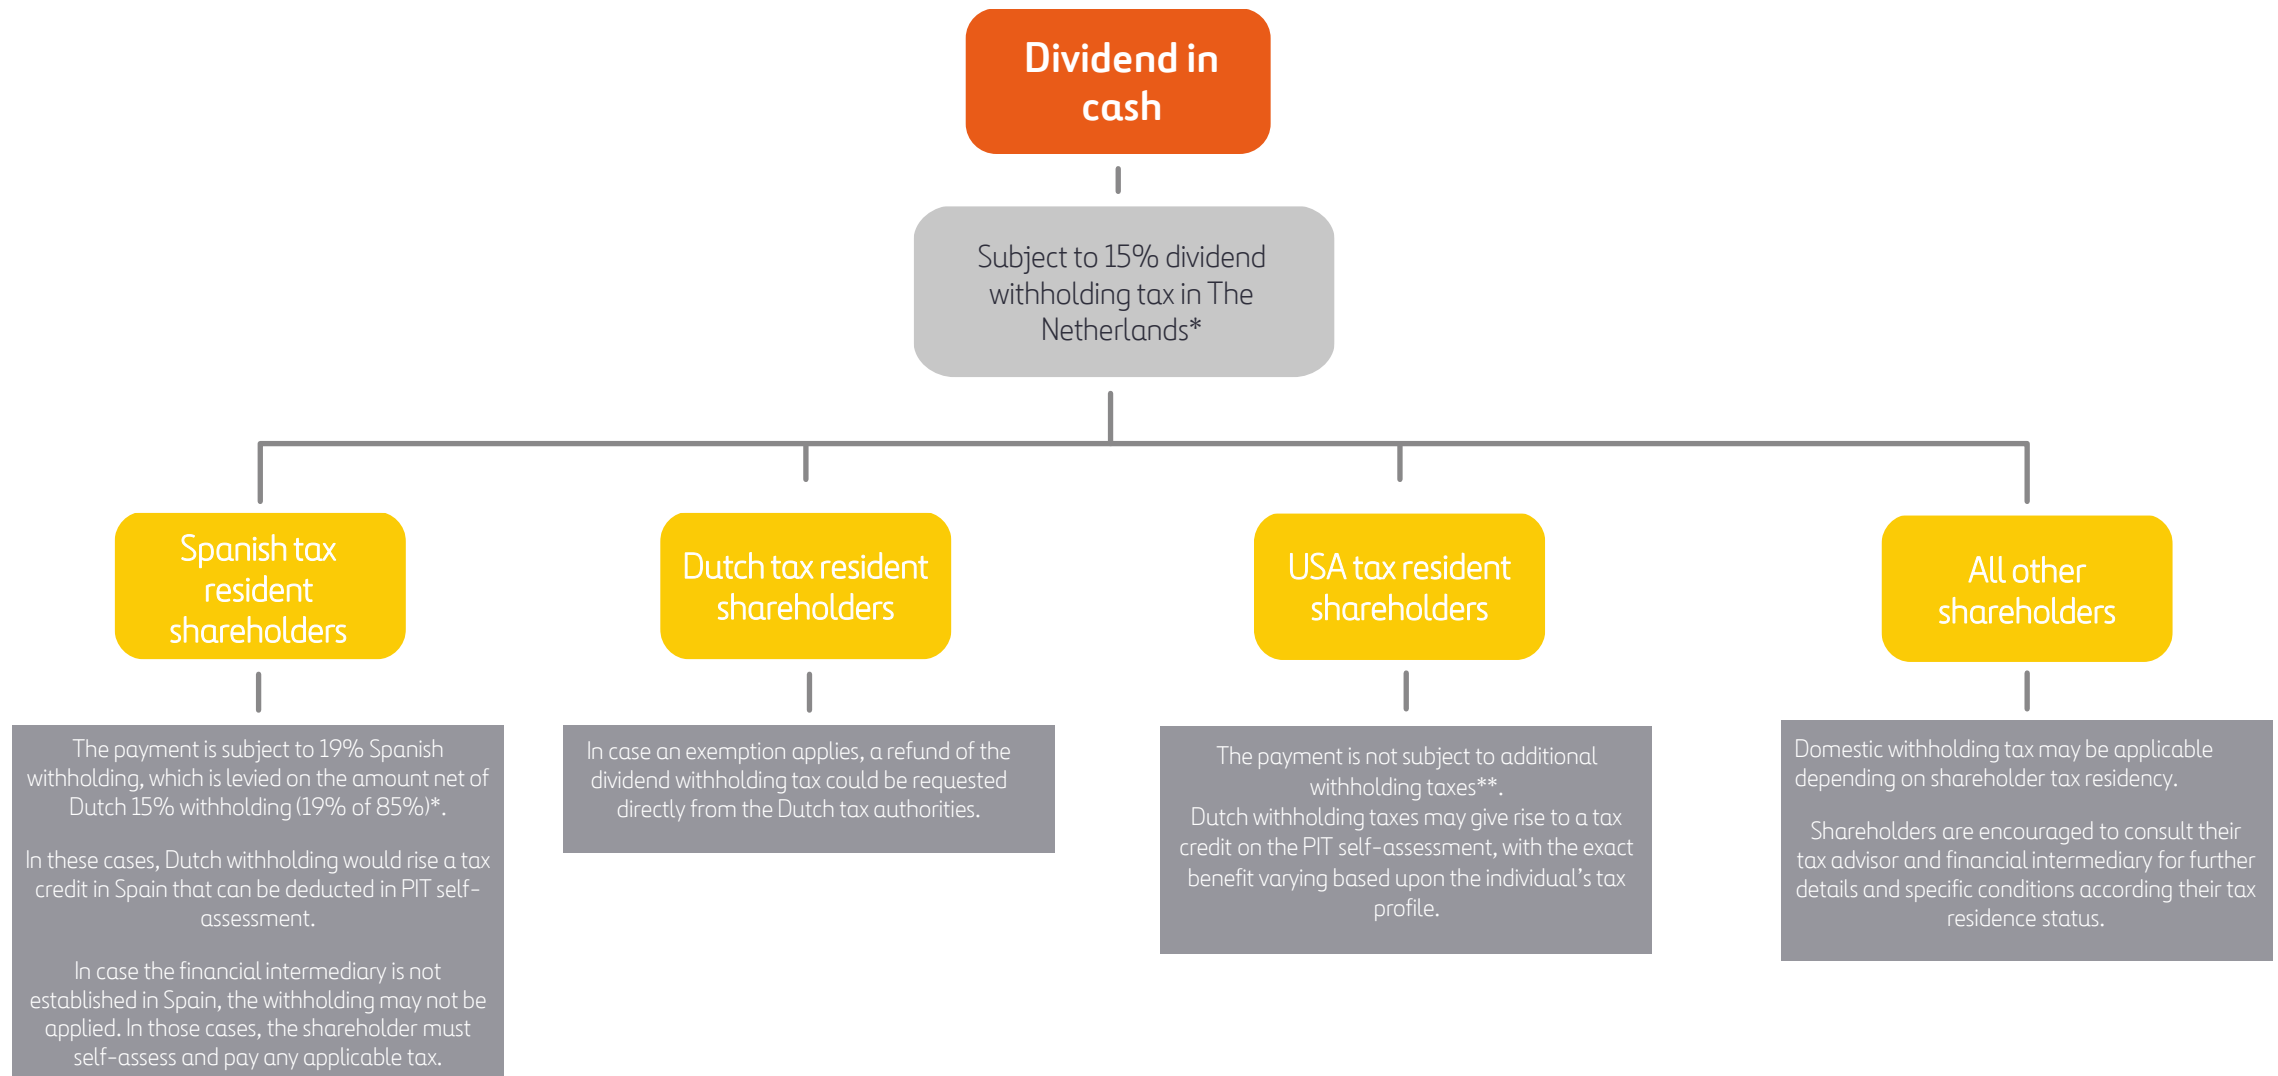 Dividend in
cash
Subject to 15% dividend
withholding tax in The
Netherlands*
Spanish tax
resident
shareholders
Dutch tax resident
shareholders
USA tax resident
shareholders
All other
shareholders
The payment is subject to 19% Spanish
withholding, which is levied on the amount net of
Dutch 15% withholding (19% of 85%)*.
In these cases, Dutch withholding would rise a tax
credit in Spain that can be deducted in PIT self-
assessment.
In case the financial intermediary is not
established in Spain, the withholding may not be
applied. In those cases, the shareholder must
self-assess and pay any applicable tax.
In case an exemption applies, a refund of the
dividend withholding tax could be requested
directly from the Dutch tax authorities.
The payment is not subject to additional
withholding taxes**.
Dutch withholding taxes may give rise to a tax
credit on the PIT self-assessment, with the exact
benefit varying based upon the individual's tax
profile.
Domestic withholding tax may be applicable
depending on shareholder tax residency.
Shareholders are encouraged to consult their
tax advisor and financial intermediary for further
details and specific conditions according their tax
residence status.